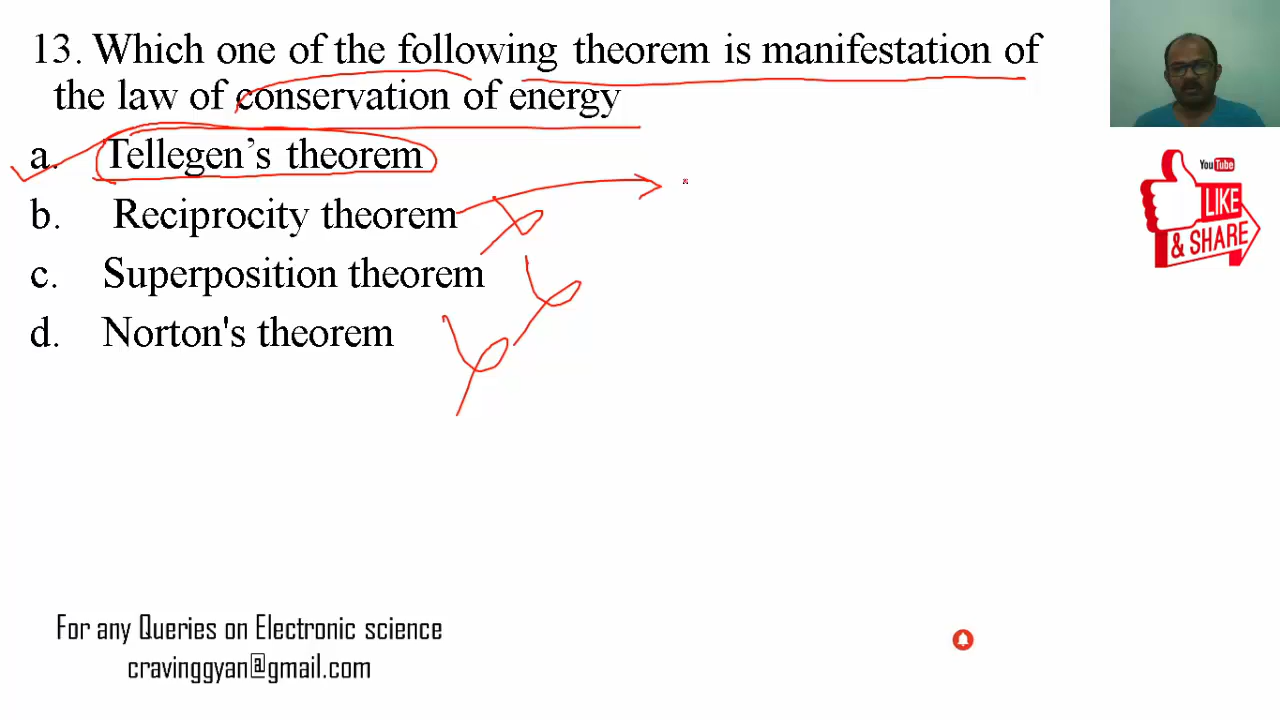 13. Which one of the following theorem is manifestation of
the law of conservation of energy
a. Tellegen’s theorem
b. Reciprocity theorem
c. Superposition theorem
d. Norton's theorem
YouTube
LIKE
& SHARE
For any Queries on Electronic science
cravinggyan@gmail.com